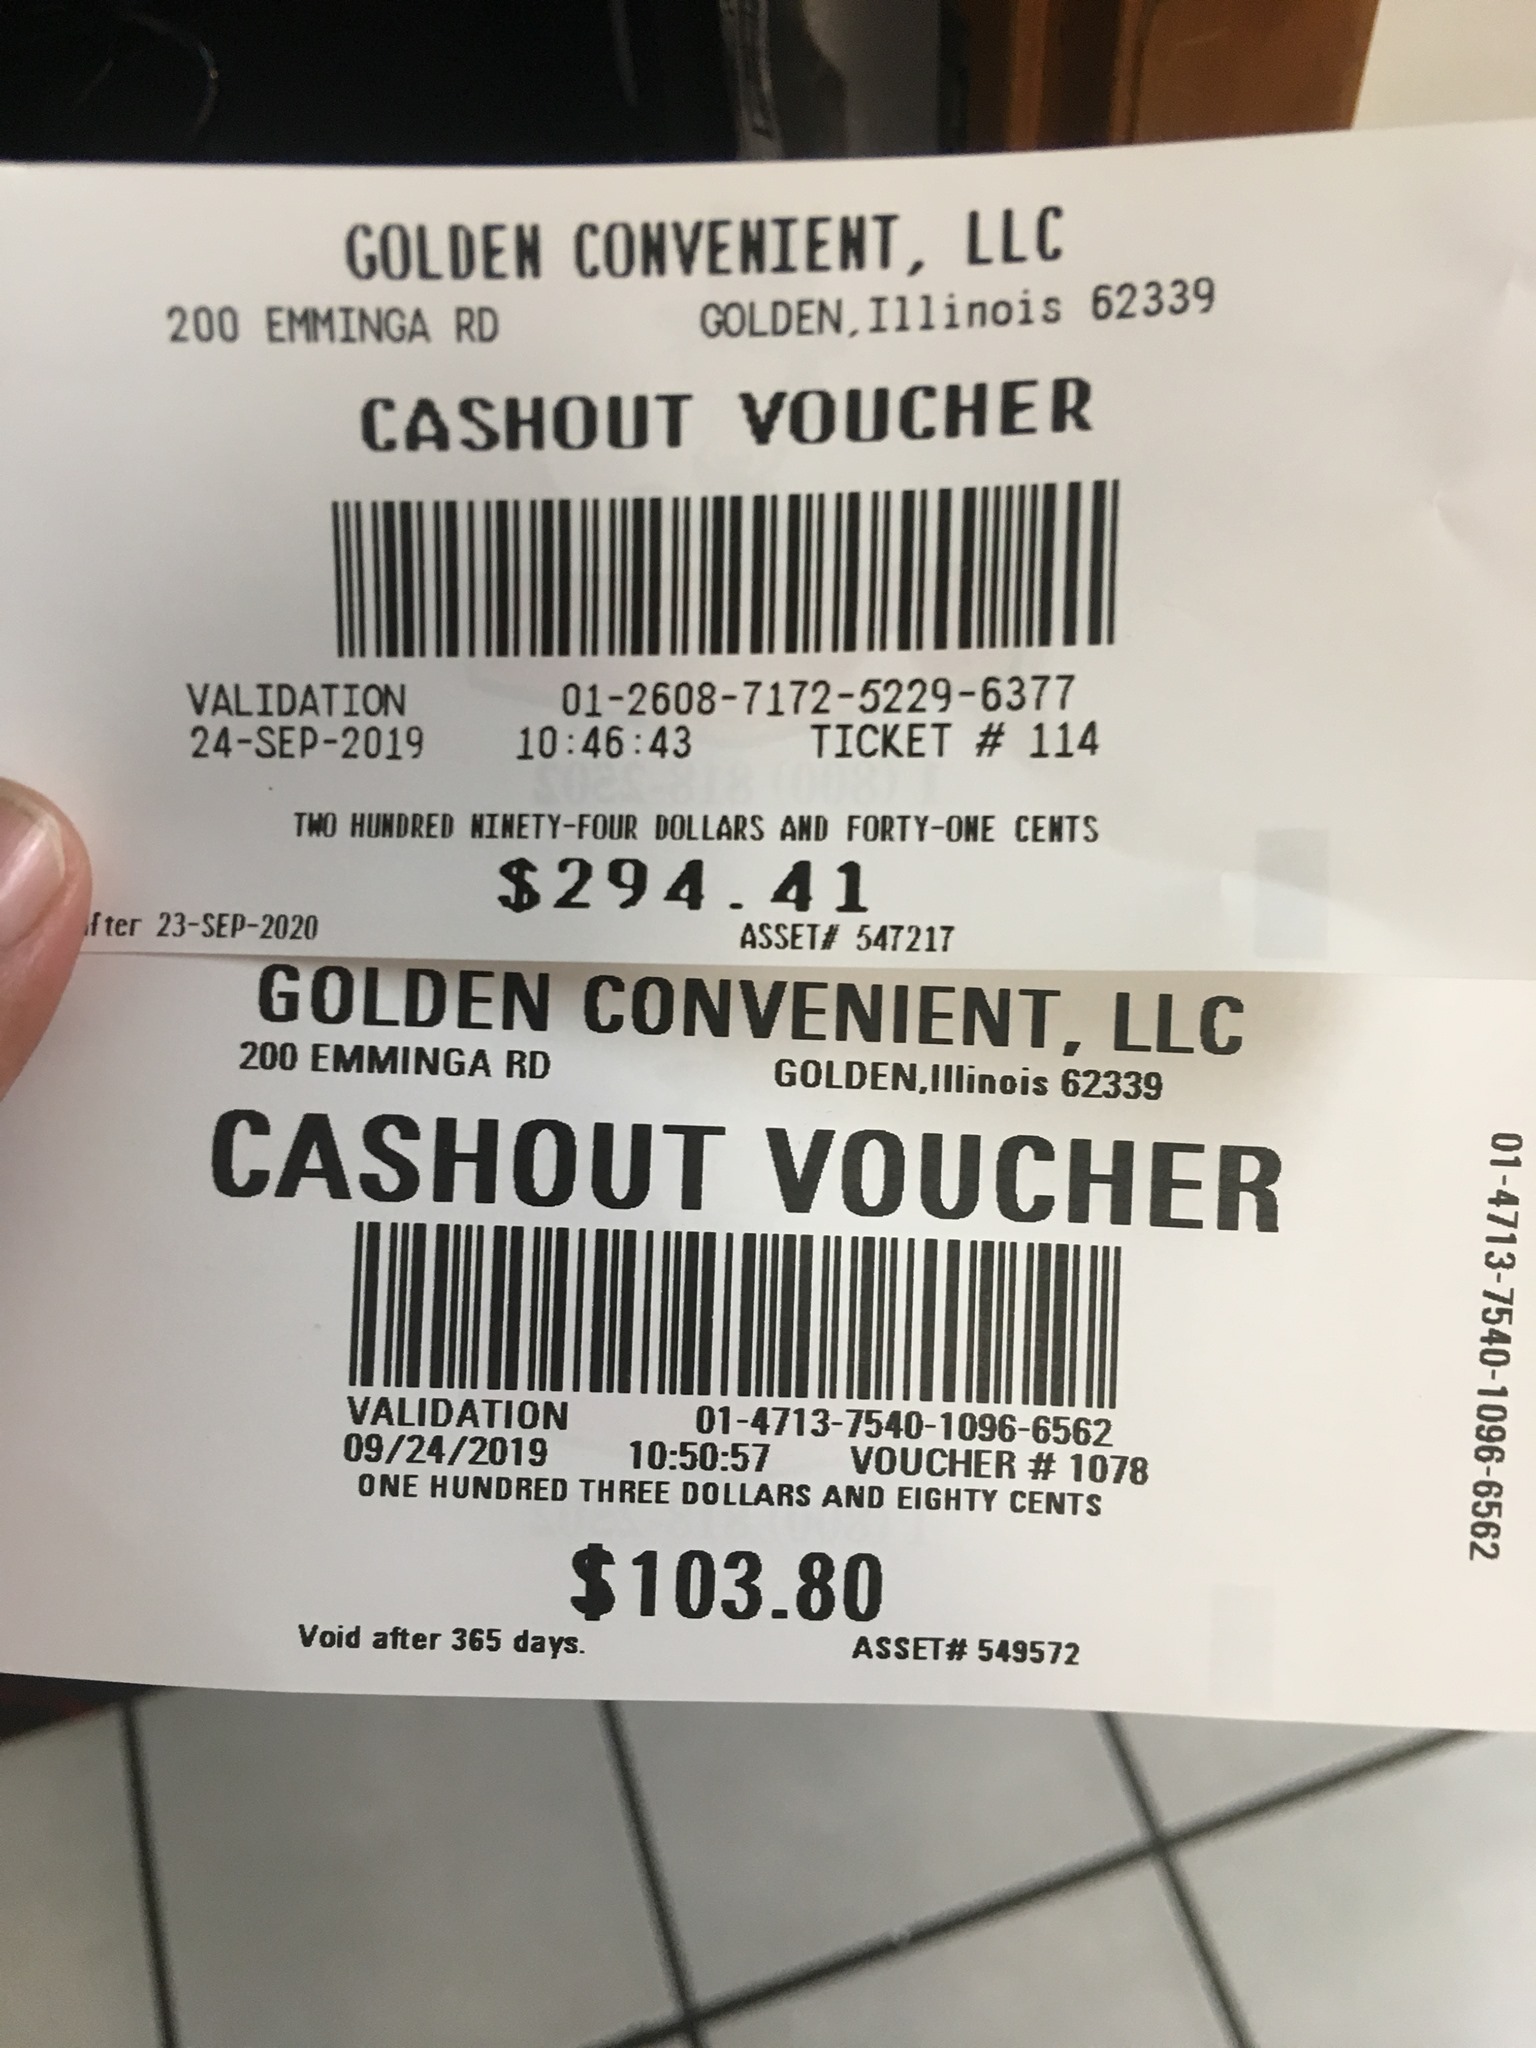 GOLDEN CONVENIENT, LLC
200 EMMINGA RD GOLDEN,Illinois 62339
CASHOUT VOUCHER
VALIDATION 01-2608-7172-5229-6377
24-SEP-2019 10:46:43 TICKET # 114
TWO HUNDRED NINETY-FOUR DOLLARS AND FORTY-ONE CENTS
$294.41
after 23-SEP-2020 ASSET# 547217
GOLDEN CONVENIENT, LLC
200 EMMINGA RD GOLDEN,Illinois 62339
CASHOUT VOUCHER
VALIDATION 01-4713-7540-1096-6562
09/24/2019 10:50:57 VOUCHER # 1078
ONE HUNDRED THREE DOLLARS AND EIGHTY CENTS
$103.80
Void after 365 days. ASSET# 549572
01-4713-7540-1096-6562